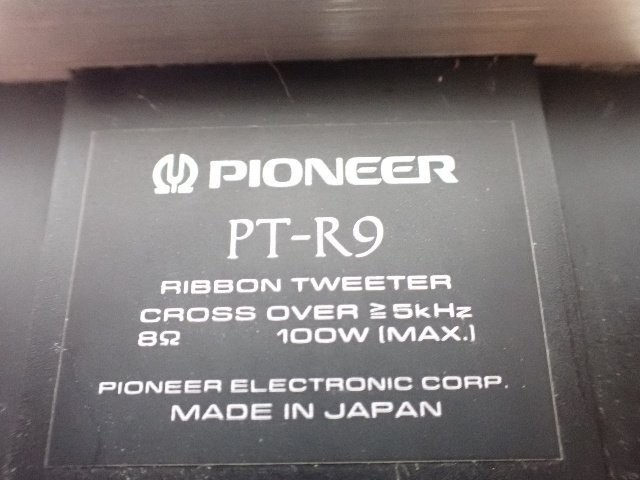 PIONEER
PT-R9
RIBBON TWEETER
CROSS OVER ≧5kHz
8Ω 100W (MAX.)
PIONEER ELECTRONIC CORP.
MADE IN JAPAN